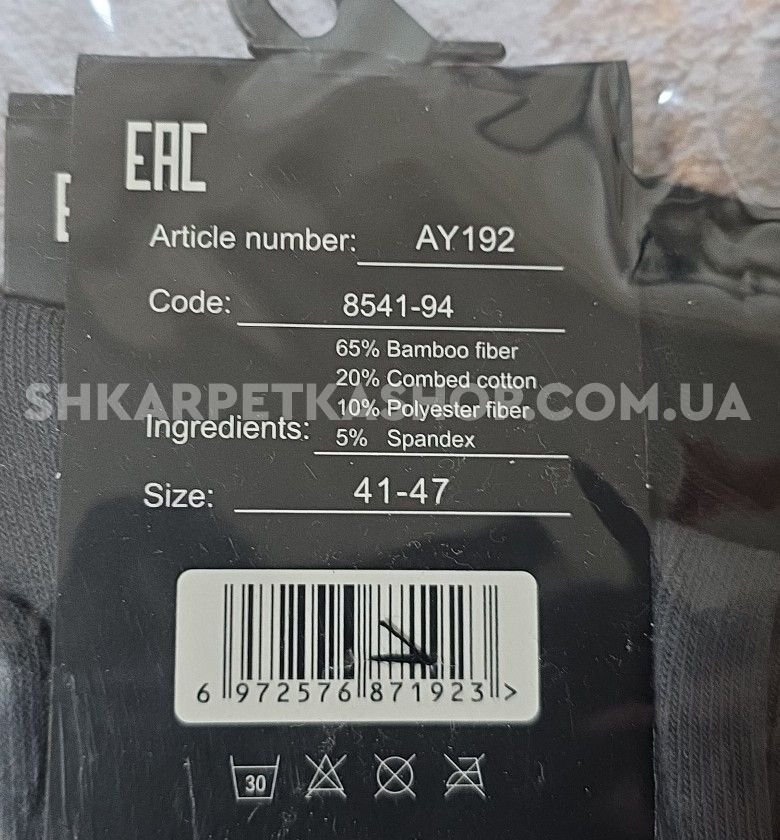 EAC
Article number: AY192
Code: 8541-94
65% Bamboo fiber
20% Combed cotton
SHKARPETKASHOP.COM.UA
10% Polyester fiber
Ingredients: 5% Spandex
Size: 41-47
6 972576 871923 >
30